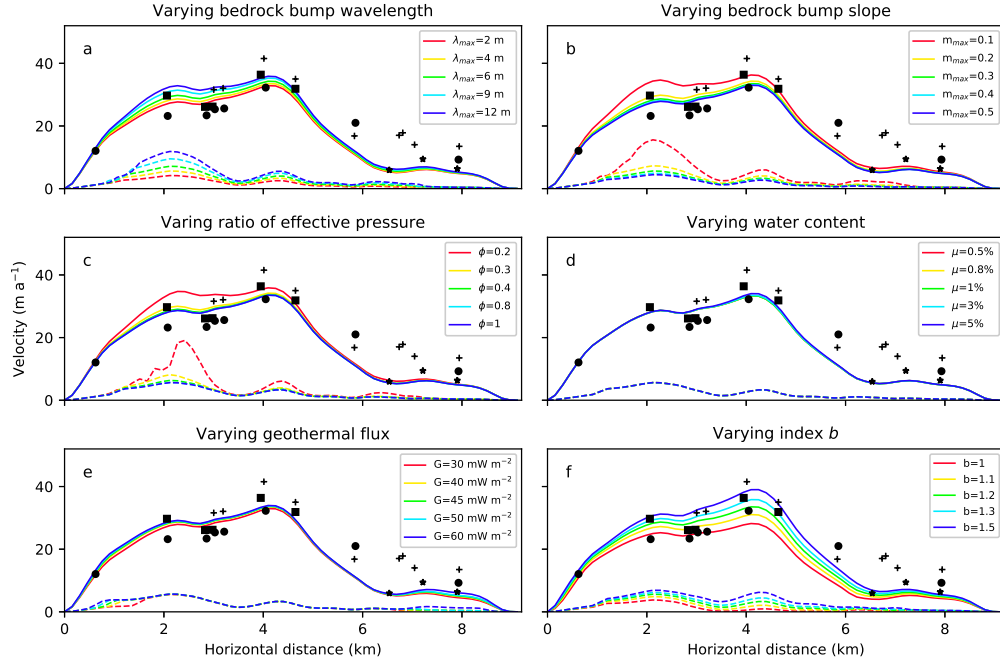 Varying bedrock bump wavelength
Varying bedrock bump slope
a
λmax=2 m
λmax=4 m
λmax=6 m
λmax=9 m
λmax=12 m
40
20
0
b
mmax=0.1
mmax=0.2
mmax=0.3
mmax=0.4
mmax=0.5
Varing ratio of effective pressure
Varying water content
c
ϕ=0.2
ϕ=0.3
ϕ=0.4
ϕ=0.8
ϕ=1
40
20
0
Velocity (m a⁻¹)
d
μ=0.5%
μ=0.8%
μ=1%
μ=3%
μ=5%
Varying geothermal flux
Varying index b
e
G=30 mW m⁻²
G=40 mW m⁻²
G=45 mW m⁻²
G=50 mW m⁻²
G=60 mW m⁻²
40
20
0
f
b=1
b=1.1
b=1.2
b=1.3
b=1.5
0 2 4 6 8
0 2 4 6 8
Horizontal distance (km)
Horizontal distance (km)